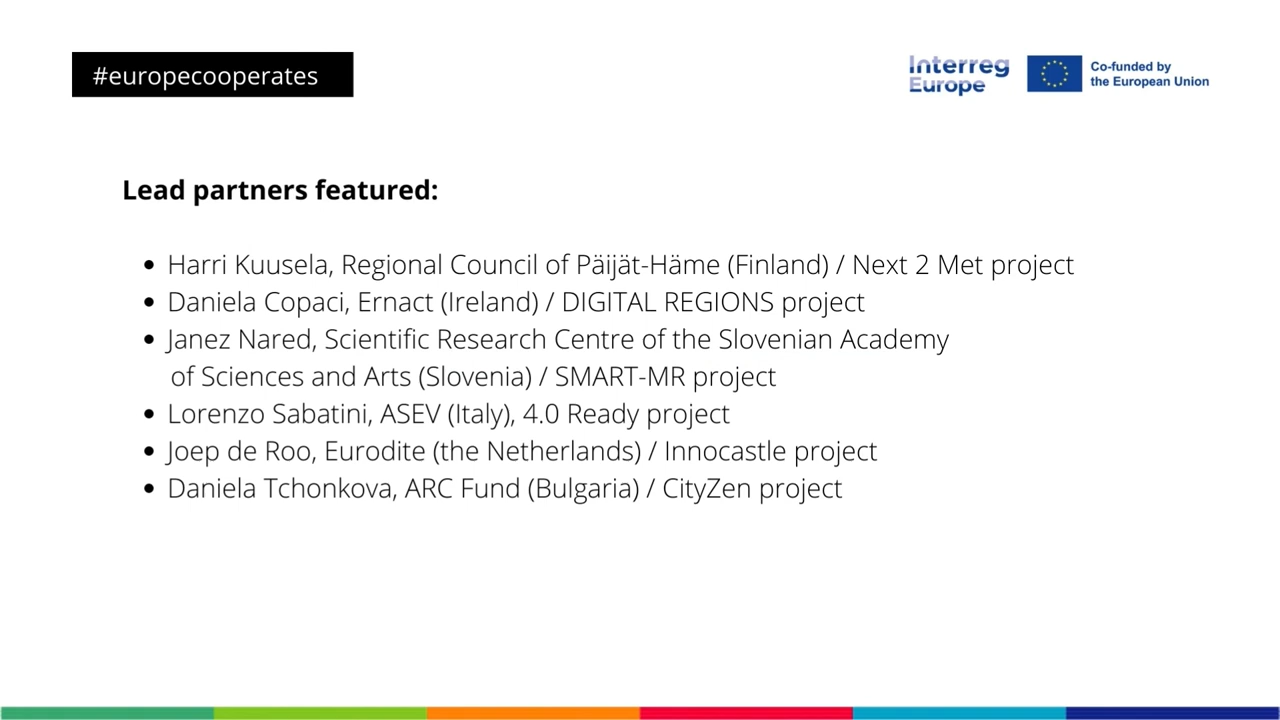 #europecooperates
Interreg
Europe
Co-funded by
the European Union
Lead partners featured:
• Harri Kuusela, Regional Council of Päijät-Häme (Finland) / Next 2 Met project
• Daniela Copaci, Ernact (Ireland) / DIGITAL REGIONS project
• Janez Nared, Scientific Research Centre of the Slovenian Academy
of Sciences and Arts (Slovenia) / SMART-MR project
• Lorenzo Sabatini, ASEV (Italy), 4.0 Ready project
• Joep de Roo, Eurodite (the Netherlands) / Innocastle project
• Daniela Tchonkova, ARC Fund (Bulgaria) / CityZen project